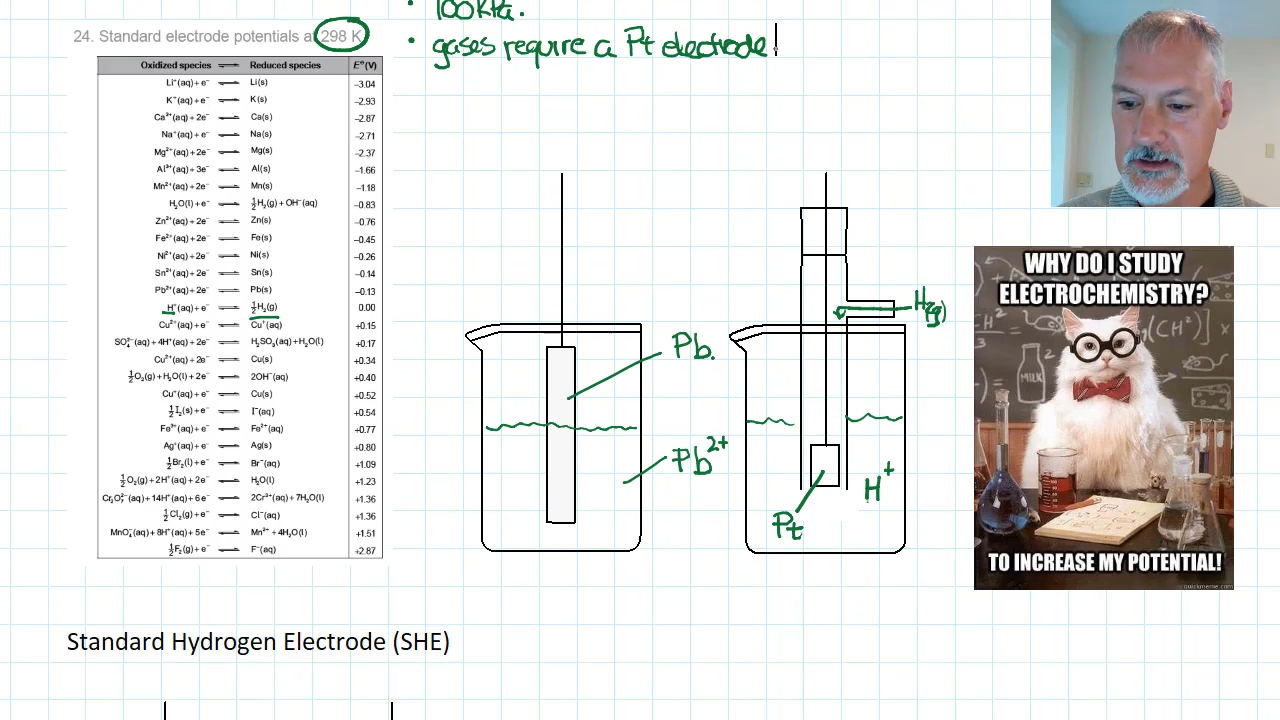 • 100kPa.
24. Standard electrode potentials at 298 K
• gases require a Pt electrode
Oxidized species ⇌ Reduced species E⊖(V)
Li⁺(aq) + e⁻ ⇌ Li(s) –3.04
K⁺(aq) + e⁻ ⇌ K(s) –2.93
Ca²⁺(aq) + 2e⁻ ⇌ Ca(s) –2.87
Na⁺(aq) + e⁻ ⇌ Na(s) –2.71
Mg²⁺(aq) + 2e⁻ ⇌ Mg(s) –2.37
Al³⁺(aq) + 3e⁻ ⇌ Al(s) –1.66
Mn²⁺(aq) + 2e⁻ ⇌ Mn(s) –1.18
H₂O(l) + e⁻ ⇌ ½H₂(g) + OH⁻(aq) –0.83
Zn²⁺(aq) + 2e⁻ ⇌ Zn(s) –0.76
Fe²⁺(aq) + 2e⁻ ⇌ Fe(s) –0.45
Ni²⁺(aq) + 2e⁻ ⇌ Ni(s) –0.26
Sn²⁺(aq) + 2e⁻ ⇌ Sn(s) –0.14
Pb²⁺(aq) + 2e⁻ ⇌ Pb(s) –0.13
H⁺(aq) + e⁻ ⇌ ½H₂(g) 0.00
Cu²⁺(aq) + e⁻ ⇌ Cu⁺(aq) +0.15
SO₄²⁻(aq) + 4H⁺(aq) + 2e⁻ ⇌ H₂SO₃(aq) + H₂O(l) +0.17
Cu²⁺(aq) + 2e⁻ ⇌ Cu(s) +0.34
½O₂(g) + H₂O(l) + 2e⁻ ⇌ 2OH⁻(aq) +0.40
Cu⁺(aq) + e⁻ ⇌ Cu(s) +0.52
½I₂(s) + e⁻ ⇌ I⁻(aq) +0.54
Fe³⁺(aq) + e⁻ ⇌ Fe²⁺(aq) +0.77
Ag⁺(aq) + e⁻ ⇌ Ag(s) +0.80
½Br₂(l) + e⁻ ⇌ Br⁻(aq) +1.09
½O₂(g) + 2H⁺(aq) + 2e⁻ ⇌ H₂O(l) +1.23
Cr₂O₇²⁻(aq) + 14H⁺(aq) + 6e⁻ ⇌ 2Cr³⁺(aq) + 7H₂O(l) +1.36
½Cl₂(g) + e⁻ ⇌ Cl⁻(aq) +1.36
MnO₄⁻(aq) + 8H⁺(aq) + 5e⁻ ⇌ Mn²⁺ + 4H₂O(l) +1.51
½F₂(g) + e⁻ ⇌ F⁻(aq) +2.87
Pb.
Pb²⁺
H₂(g)
H⁺
Pt
WHY DO I STUDY
ELECTROCHEMISTRY?
MILK
TO INCREASE MY POTENTIAL!
quickmeme.com
Standard Hydrogen Electrode (SHE)